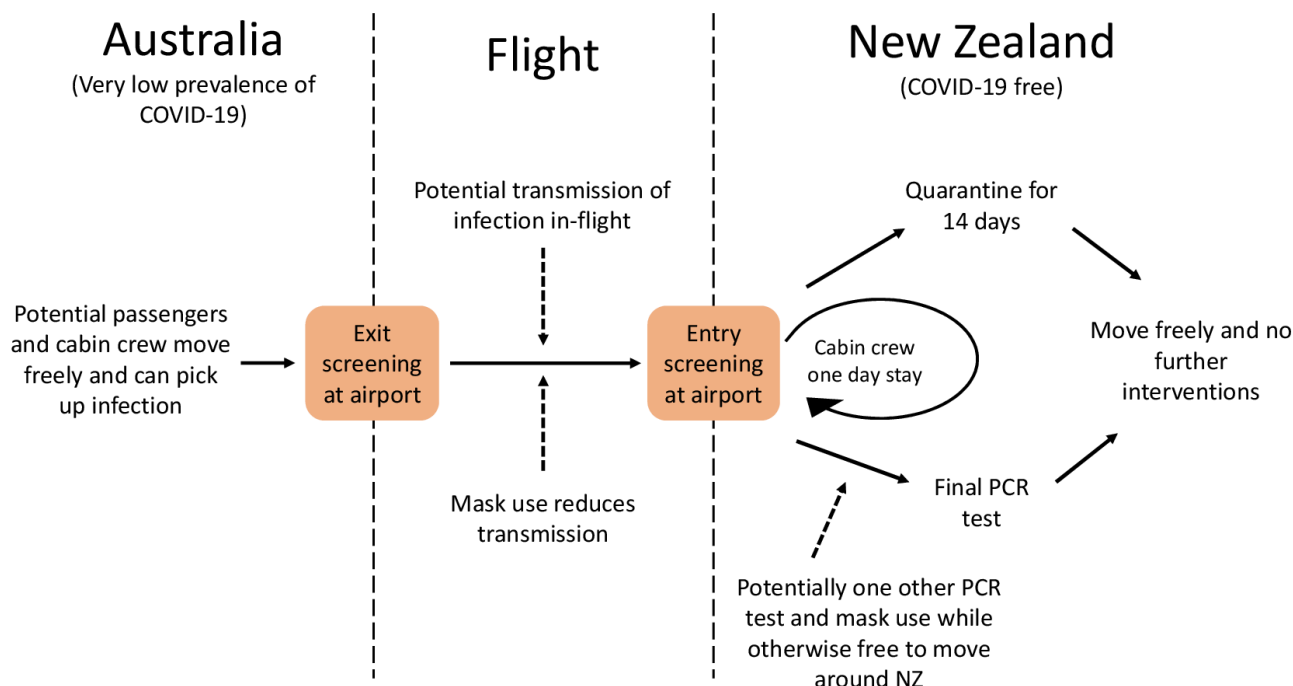 Australia
(Very low prevalence of
COVID-19)
Flight
New Zealand
(COVID-19 free)
Potential transmission of
infection in-flight
Quarantine for
14 days
Potential passengers
and cabin crew move
freely and can pick
up infection
Exit
screening
at airport
Entry
screening
at airport
Cabin crew
one day stay
Move freely and no
further
interventions
Mask use reduces
transmission
Final PCR
test
Potentially one other PCR
test and mask use while
otherwise free to move
around NZ